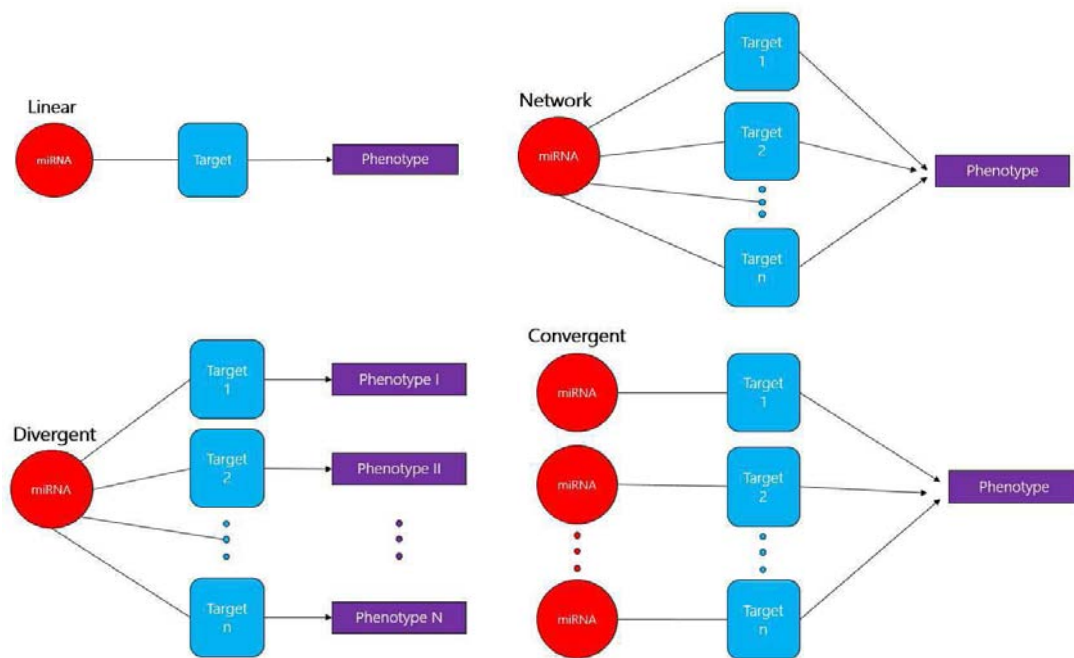 Linear
miRNA
Target
Phenotype
Network
miRNA
Target
1
Target
2
Target
n
Phenotype
Divergent
miRNA
Target
1
Target
2
Target
n
Phenotype I
Phenotype II
Phenotype N
Convergent
miRNA
miRNA
miRNA
Target
1
Target
2
Target
n
Phenotype